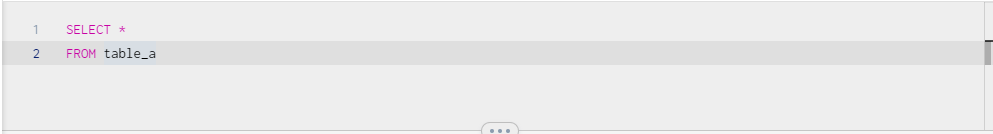 1 SELECT *
2 FROM table_a